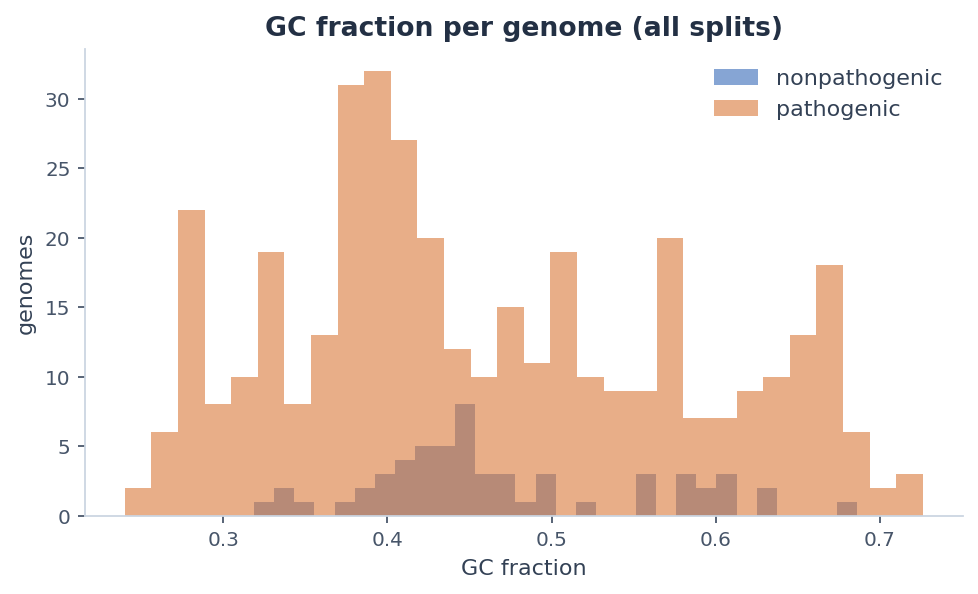 GC fraction per genome (all splits)
nonpathogenic
pathogenic
genomes
30
25
20
15
10
5
0
0.3
0.4
0.5
0.6
0.7
GC fraction